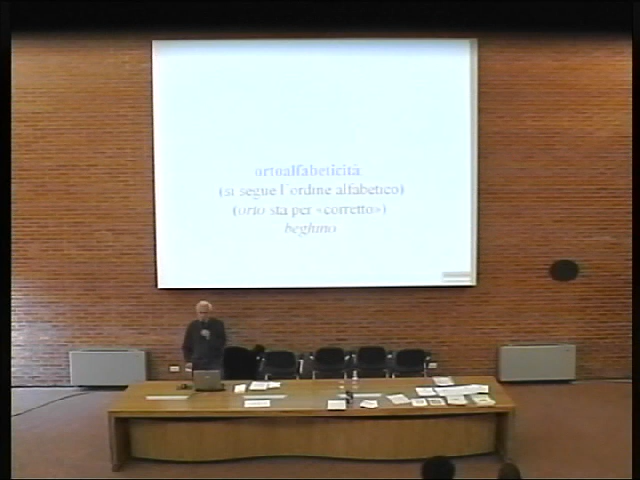 ortoalfabeticità
(si segue l'ordine alfabetico)
(orto sta per «corretto»)
beghino